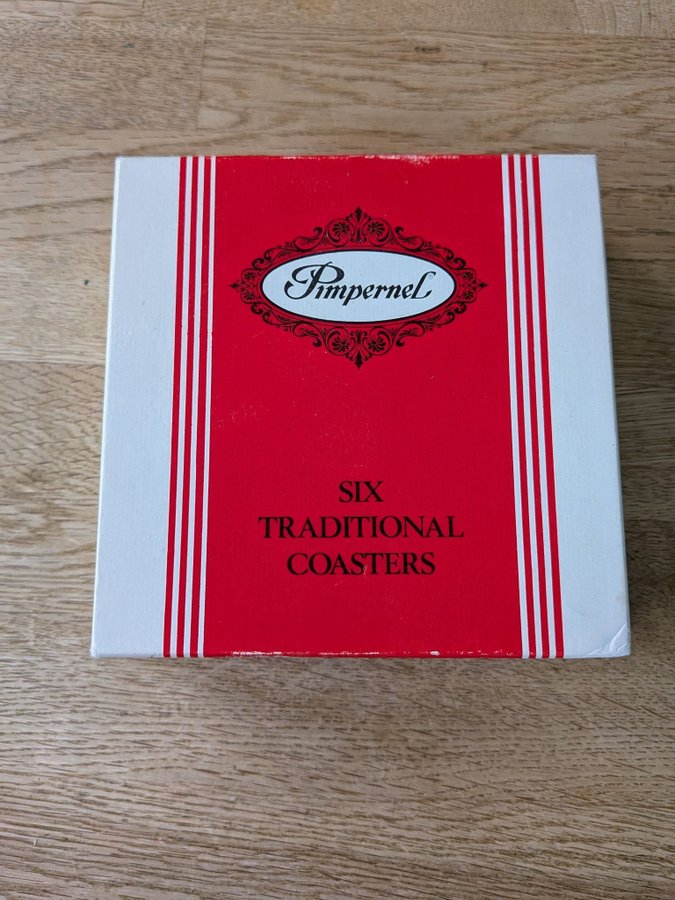 Pimpernel
SIX
TRADITIONAL
COASTERS